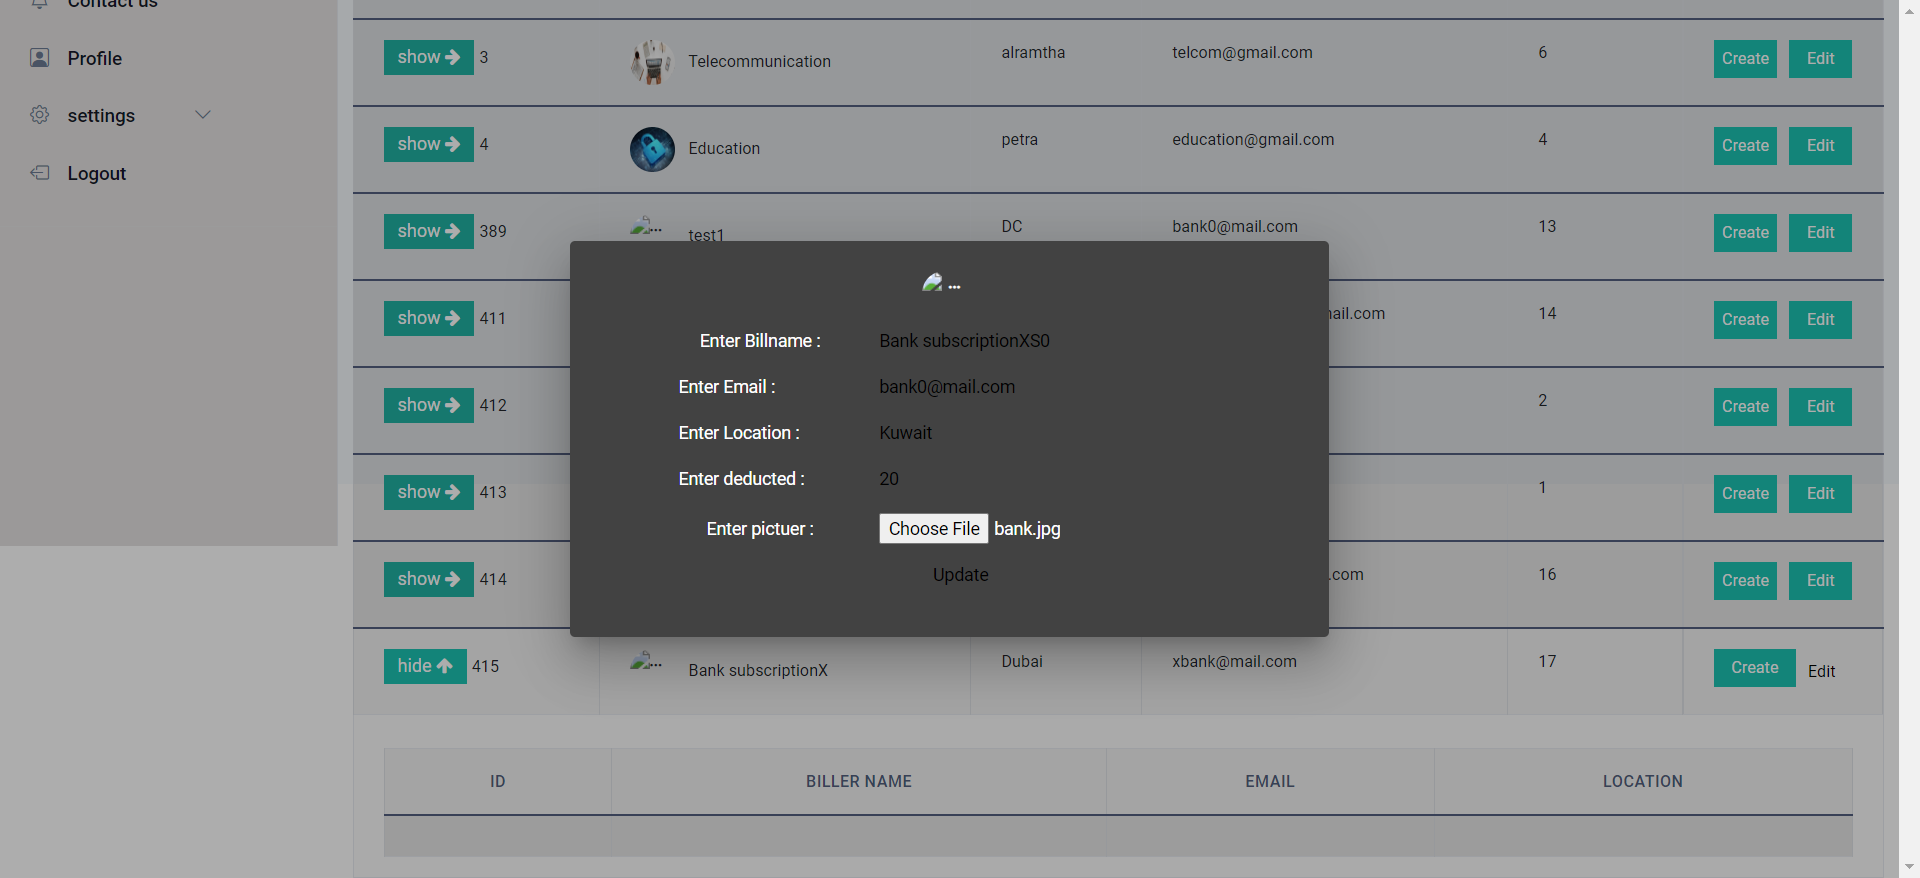 Contact us
Profile
settings
Logout
show 3 Telecommunication alramtha telcom@gmail.com 6 Create Edit
show 4 Education petra education@gmail.com 4 Create Edit
show 389 ... test1 DC bank0@mail.com 13 Create Edit
show 411 ail.com 14 Create Edit
show 412 2 Create Edit
show 413 1 Create Edit
show 414 .com 16 Create Edit
...
Enter Billname : Bank subscriptionXS0
Enter Email : bank0@mail.com
Enter Location : Kuwait
Enter deducted : 20
Enter pictuer : Choose File bank.jpg
Update
hide 415 ... Bank subscriptionX Dubai xbank@mail.com 17 Create Edit
ID BILLER NAME EMAIL LOCATION